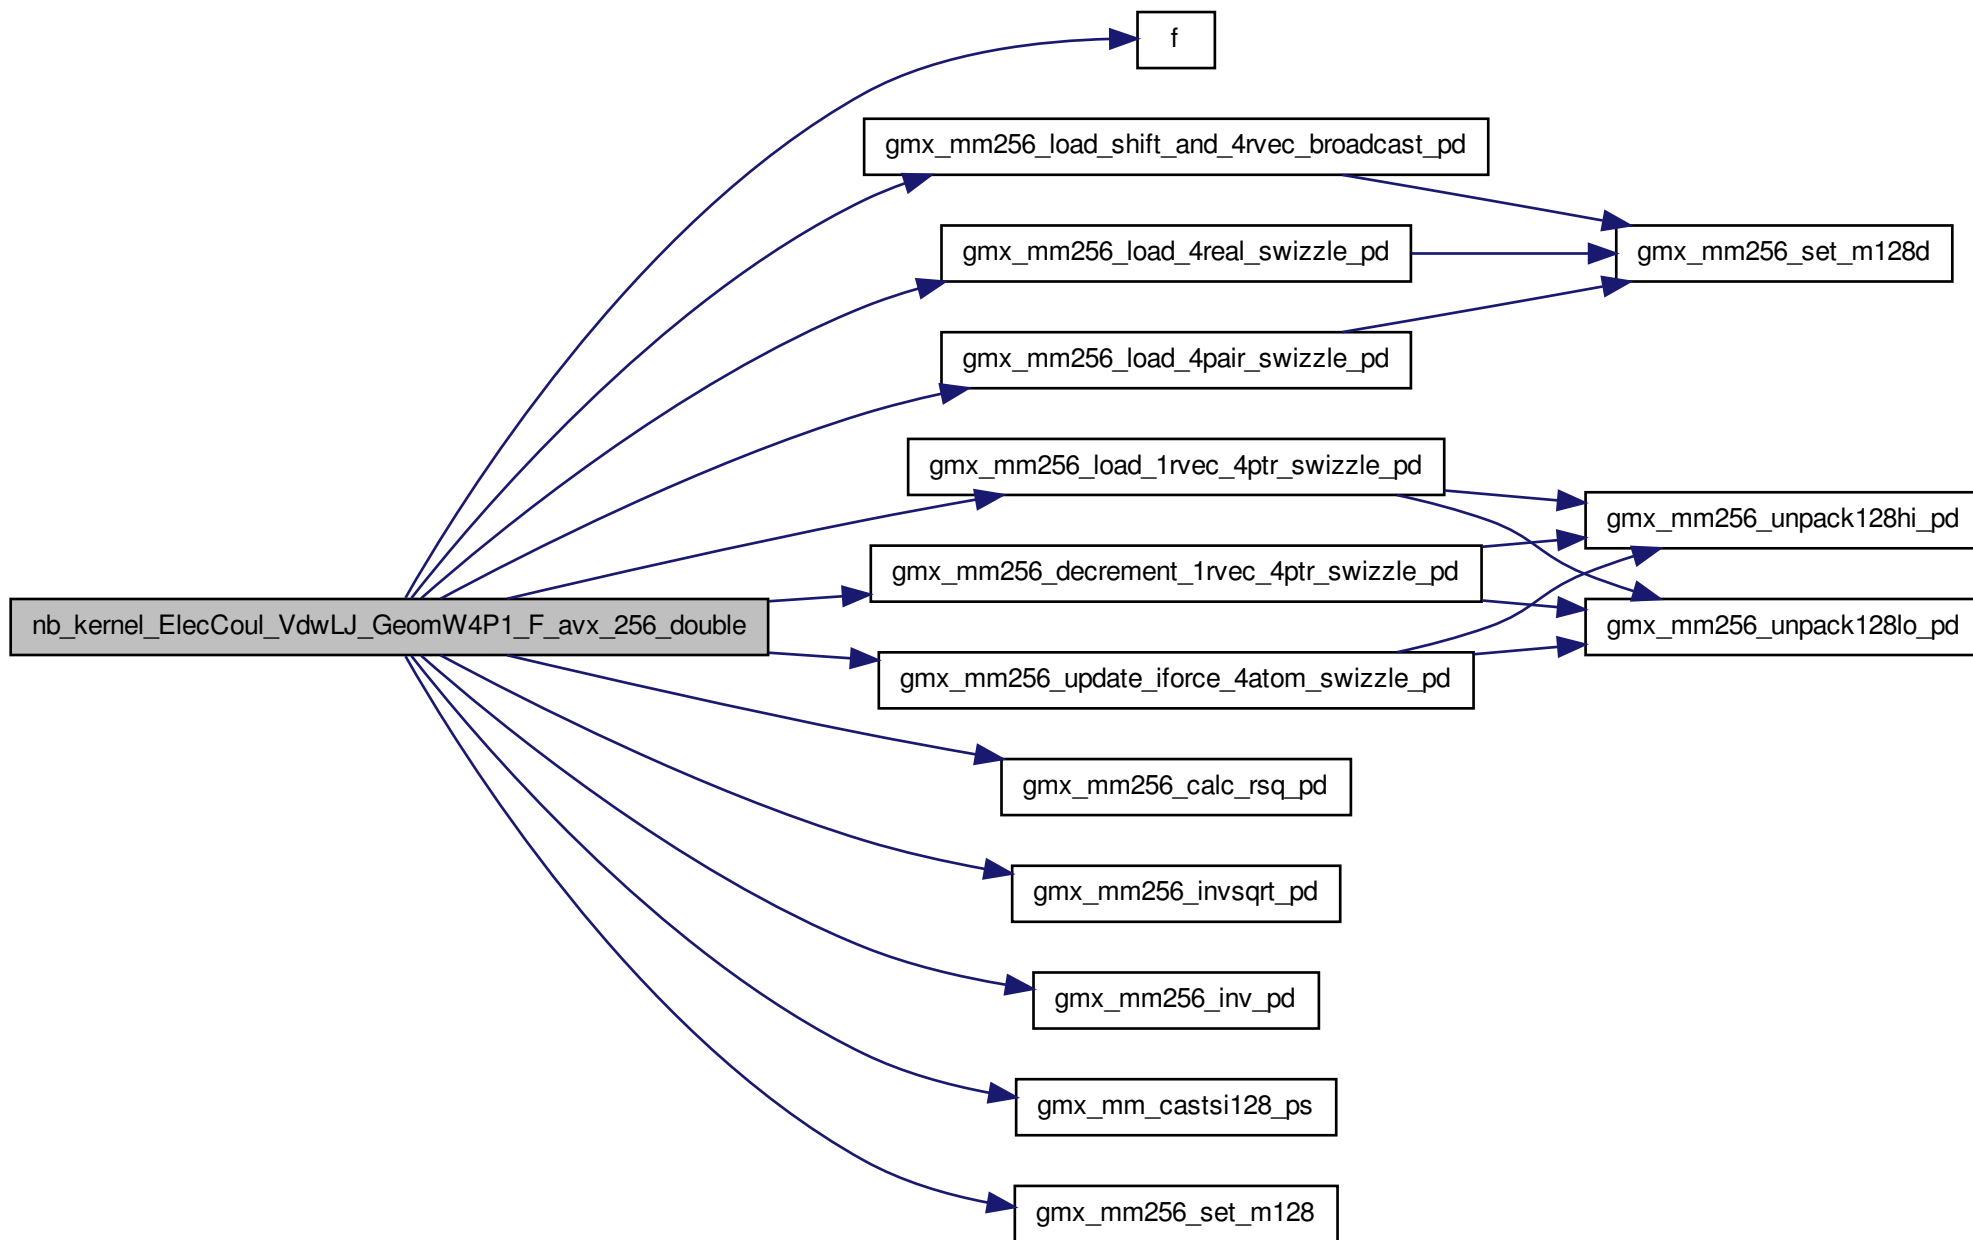 f
gmx_mm256_load_shift_and_4rvec_broadcast_pd
gmx_mm256_load_4real_swizzle_pd
gmx_mm256_set_m128d
gmx_mm256_load_4pair_swizzle_pd
gmx_mm256_load_1rvec_4ptr_swizzle_pd
gmx_mm256_unpack128hi_pd
gmx_mm256_decrement_1rvec_4ptr_swizzle_pd
nb_kernel_ElecCoul_VdwLJ_GeomW4P1_F_avx_256_double
gmx_mm256_unpack128lo_pd
gmx_mm256_update_iforce_4atom_swizzle_pd
gmx_mm256_calc_rsq_pd
gmx_mm256_invsqrt_pd
gmx_mm256_inv_pd
gmx_mm_castsi128_ps
gmx_mm256_set_m128